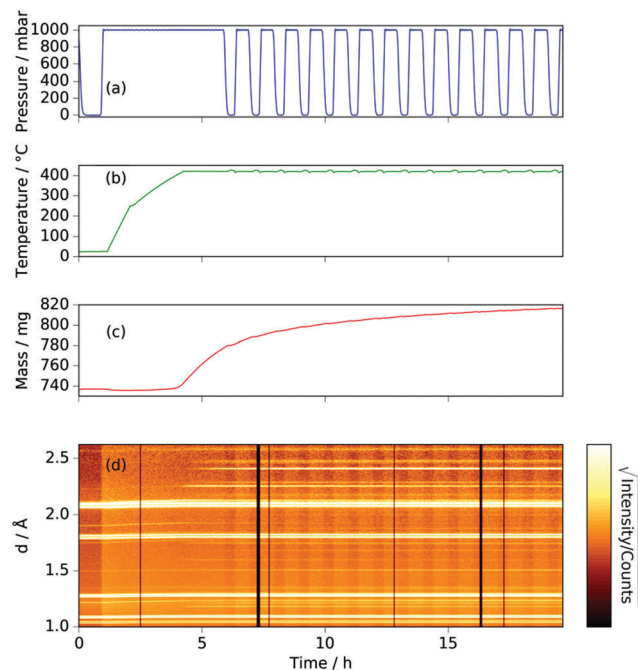 1000
800
600
400
200
0
Pressure / mbar
(a)
400
300
200
100
0
Temperature / °C
(b)
820
800
780
760
740
Mass / mg
(c)
2.5
2.0
1.5
1.0
d / Å
(d)
0
5
10
15
Time / h
√Intensity/Counts